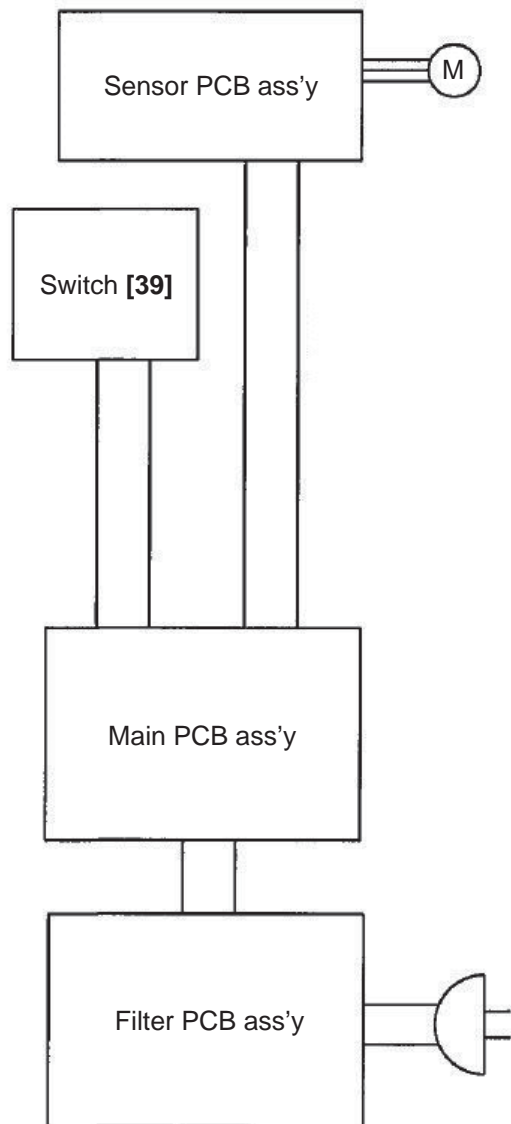 Sensor PCB ass'y
M
Switch [39]
Main PCB ass'y
Filter PCB ass'y